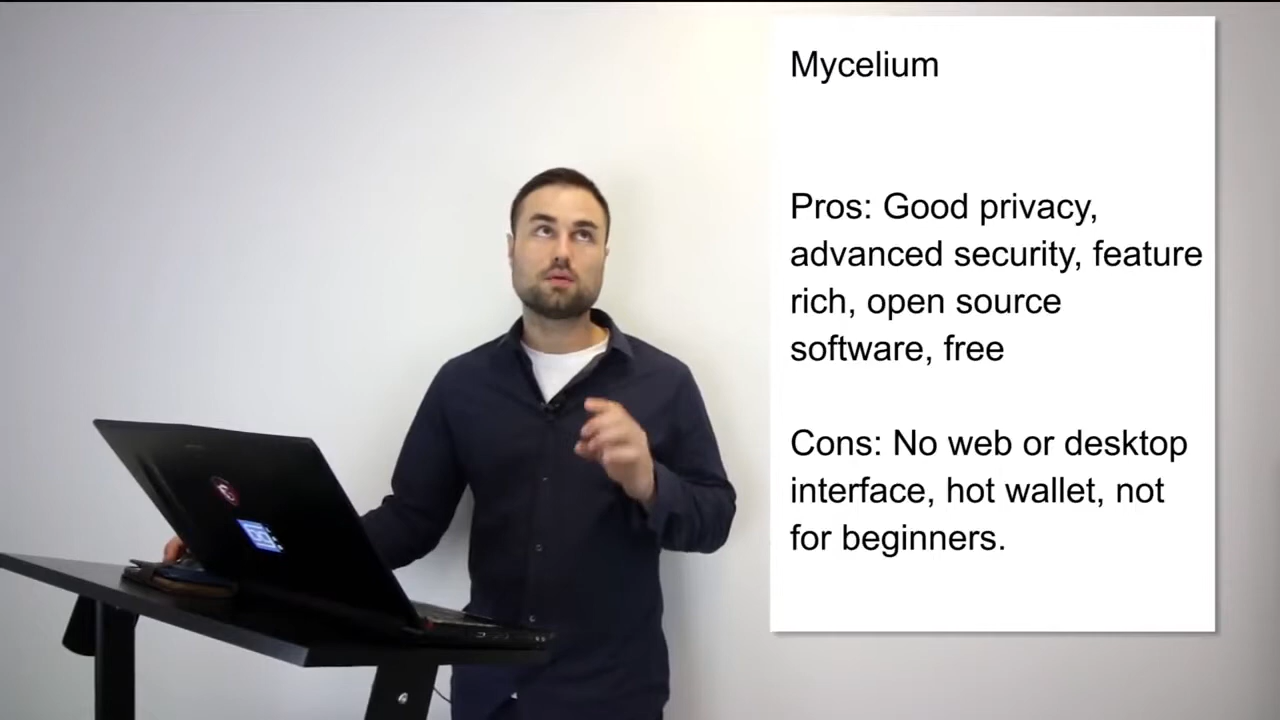 Mycelium
Pros: Good privacy,
advanced security, feature
rich, open source
software, free
Cons: No web or desktop
interface, hot wallet, not
for beginners.